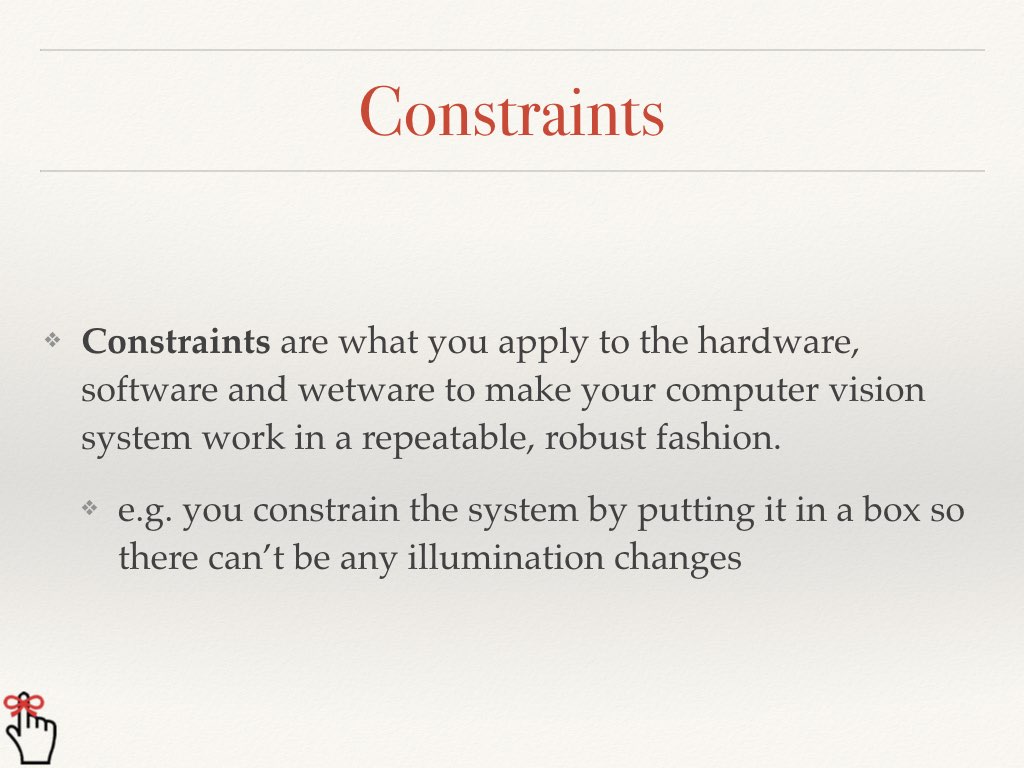 Constraints
Constraints are what you apply to the hardware,
software and wetware to make your computer vision
system work in a repeatable, robust fashion.
e.g. you constrain the system by putting it in a box so
there can’t be any illumination changes